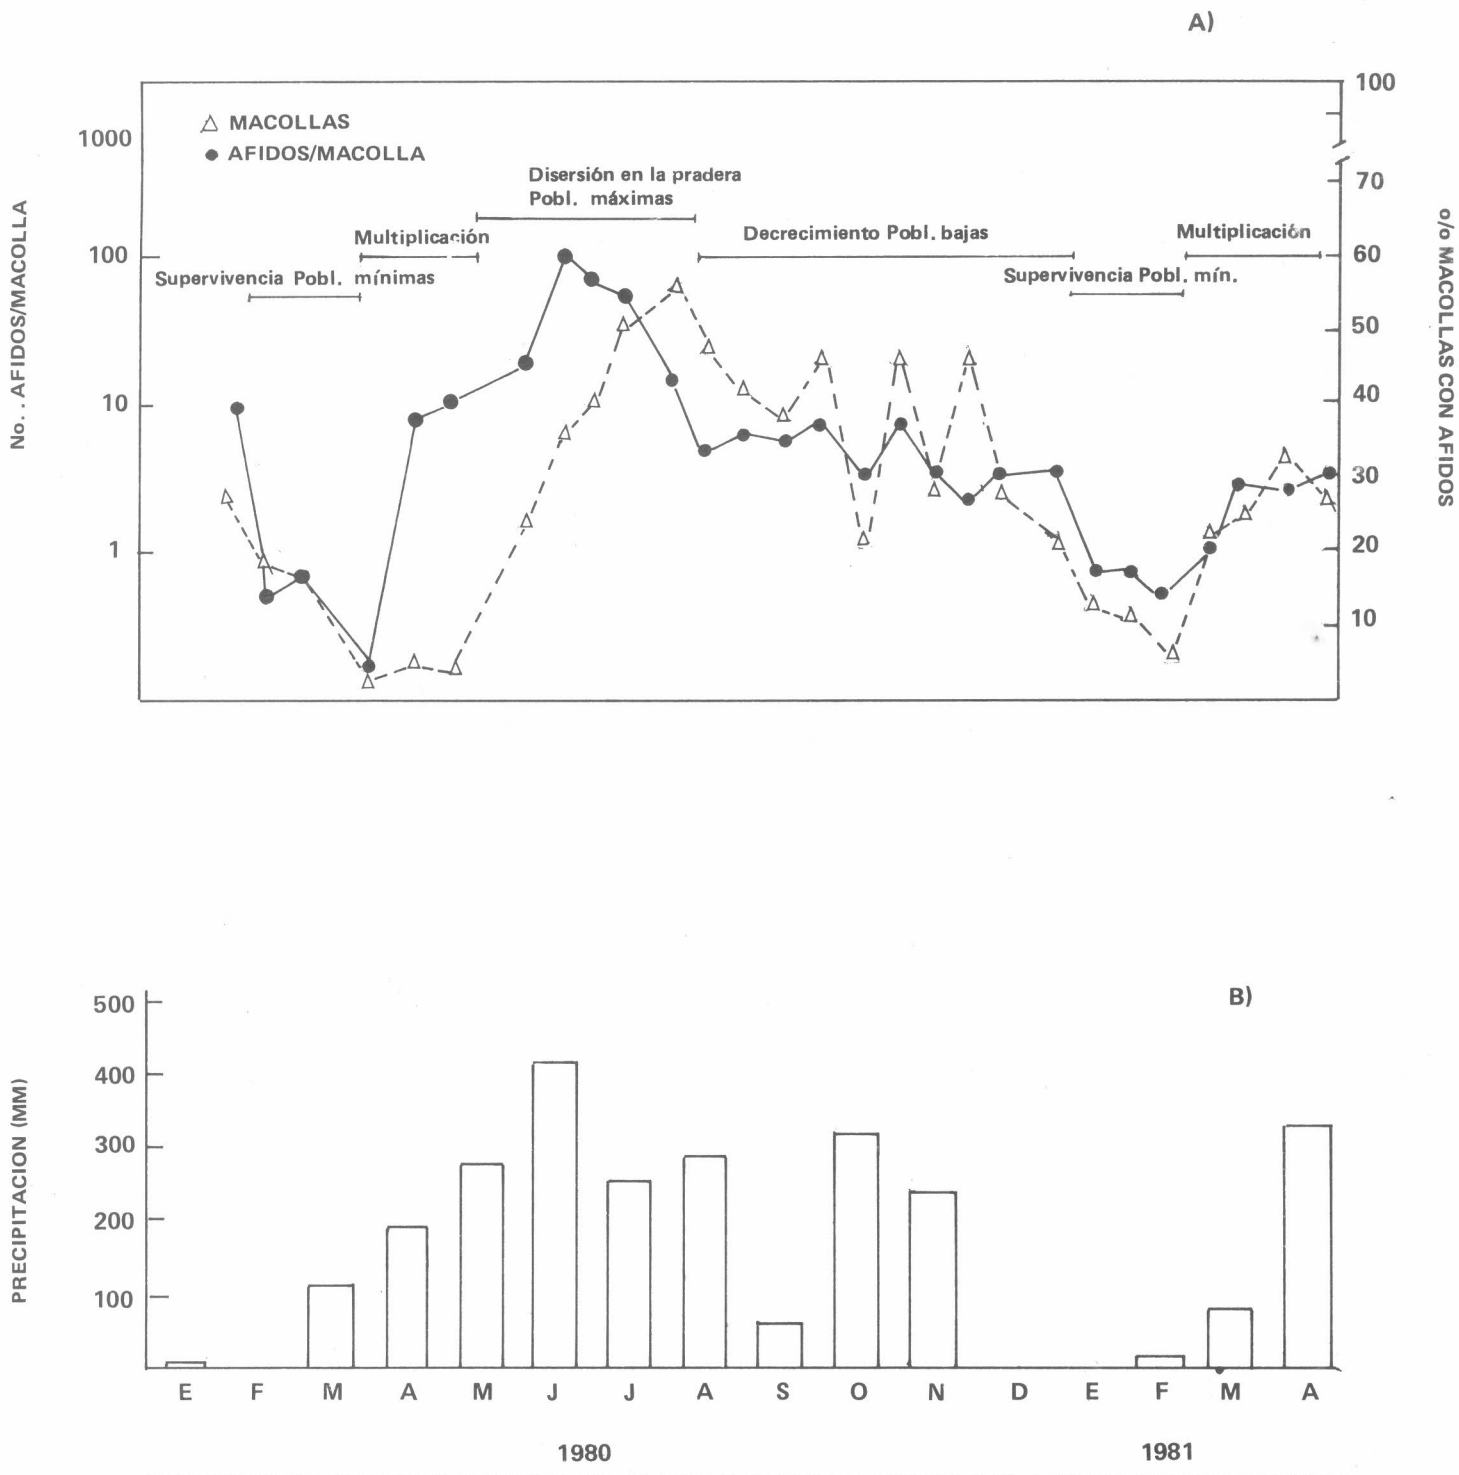 A)
△ MACOLLAS
● AFIDOS/MACOLLA
No. . AFIDOS/MACOLLA
1000
100
10
1
Supervivencia Pobl. mínimas
Multiplicación
Disersión en la pradera
Pobl. máximas
Decrecimiento Pobl. bajas
Supervivencia Pobl. mín.
Multiplicación
100
70
60
50
40
30
20
10
o/o MACOLLAS CON AFIDOS
B)
PRECIPITACION (MM)
500
400
300
200
100
E F M A M J J A S O N D E F M A
1980 1981